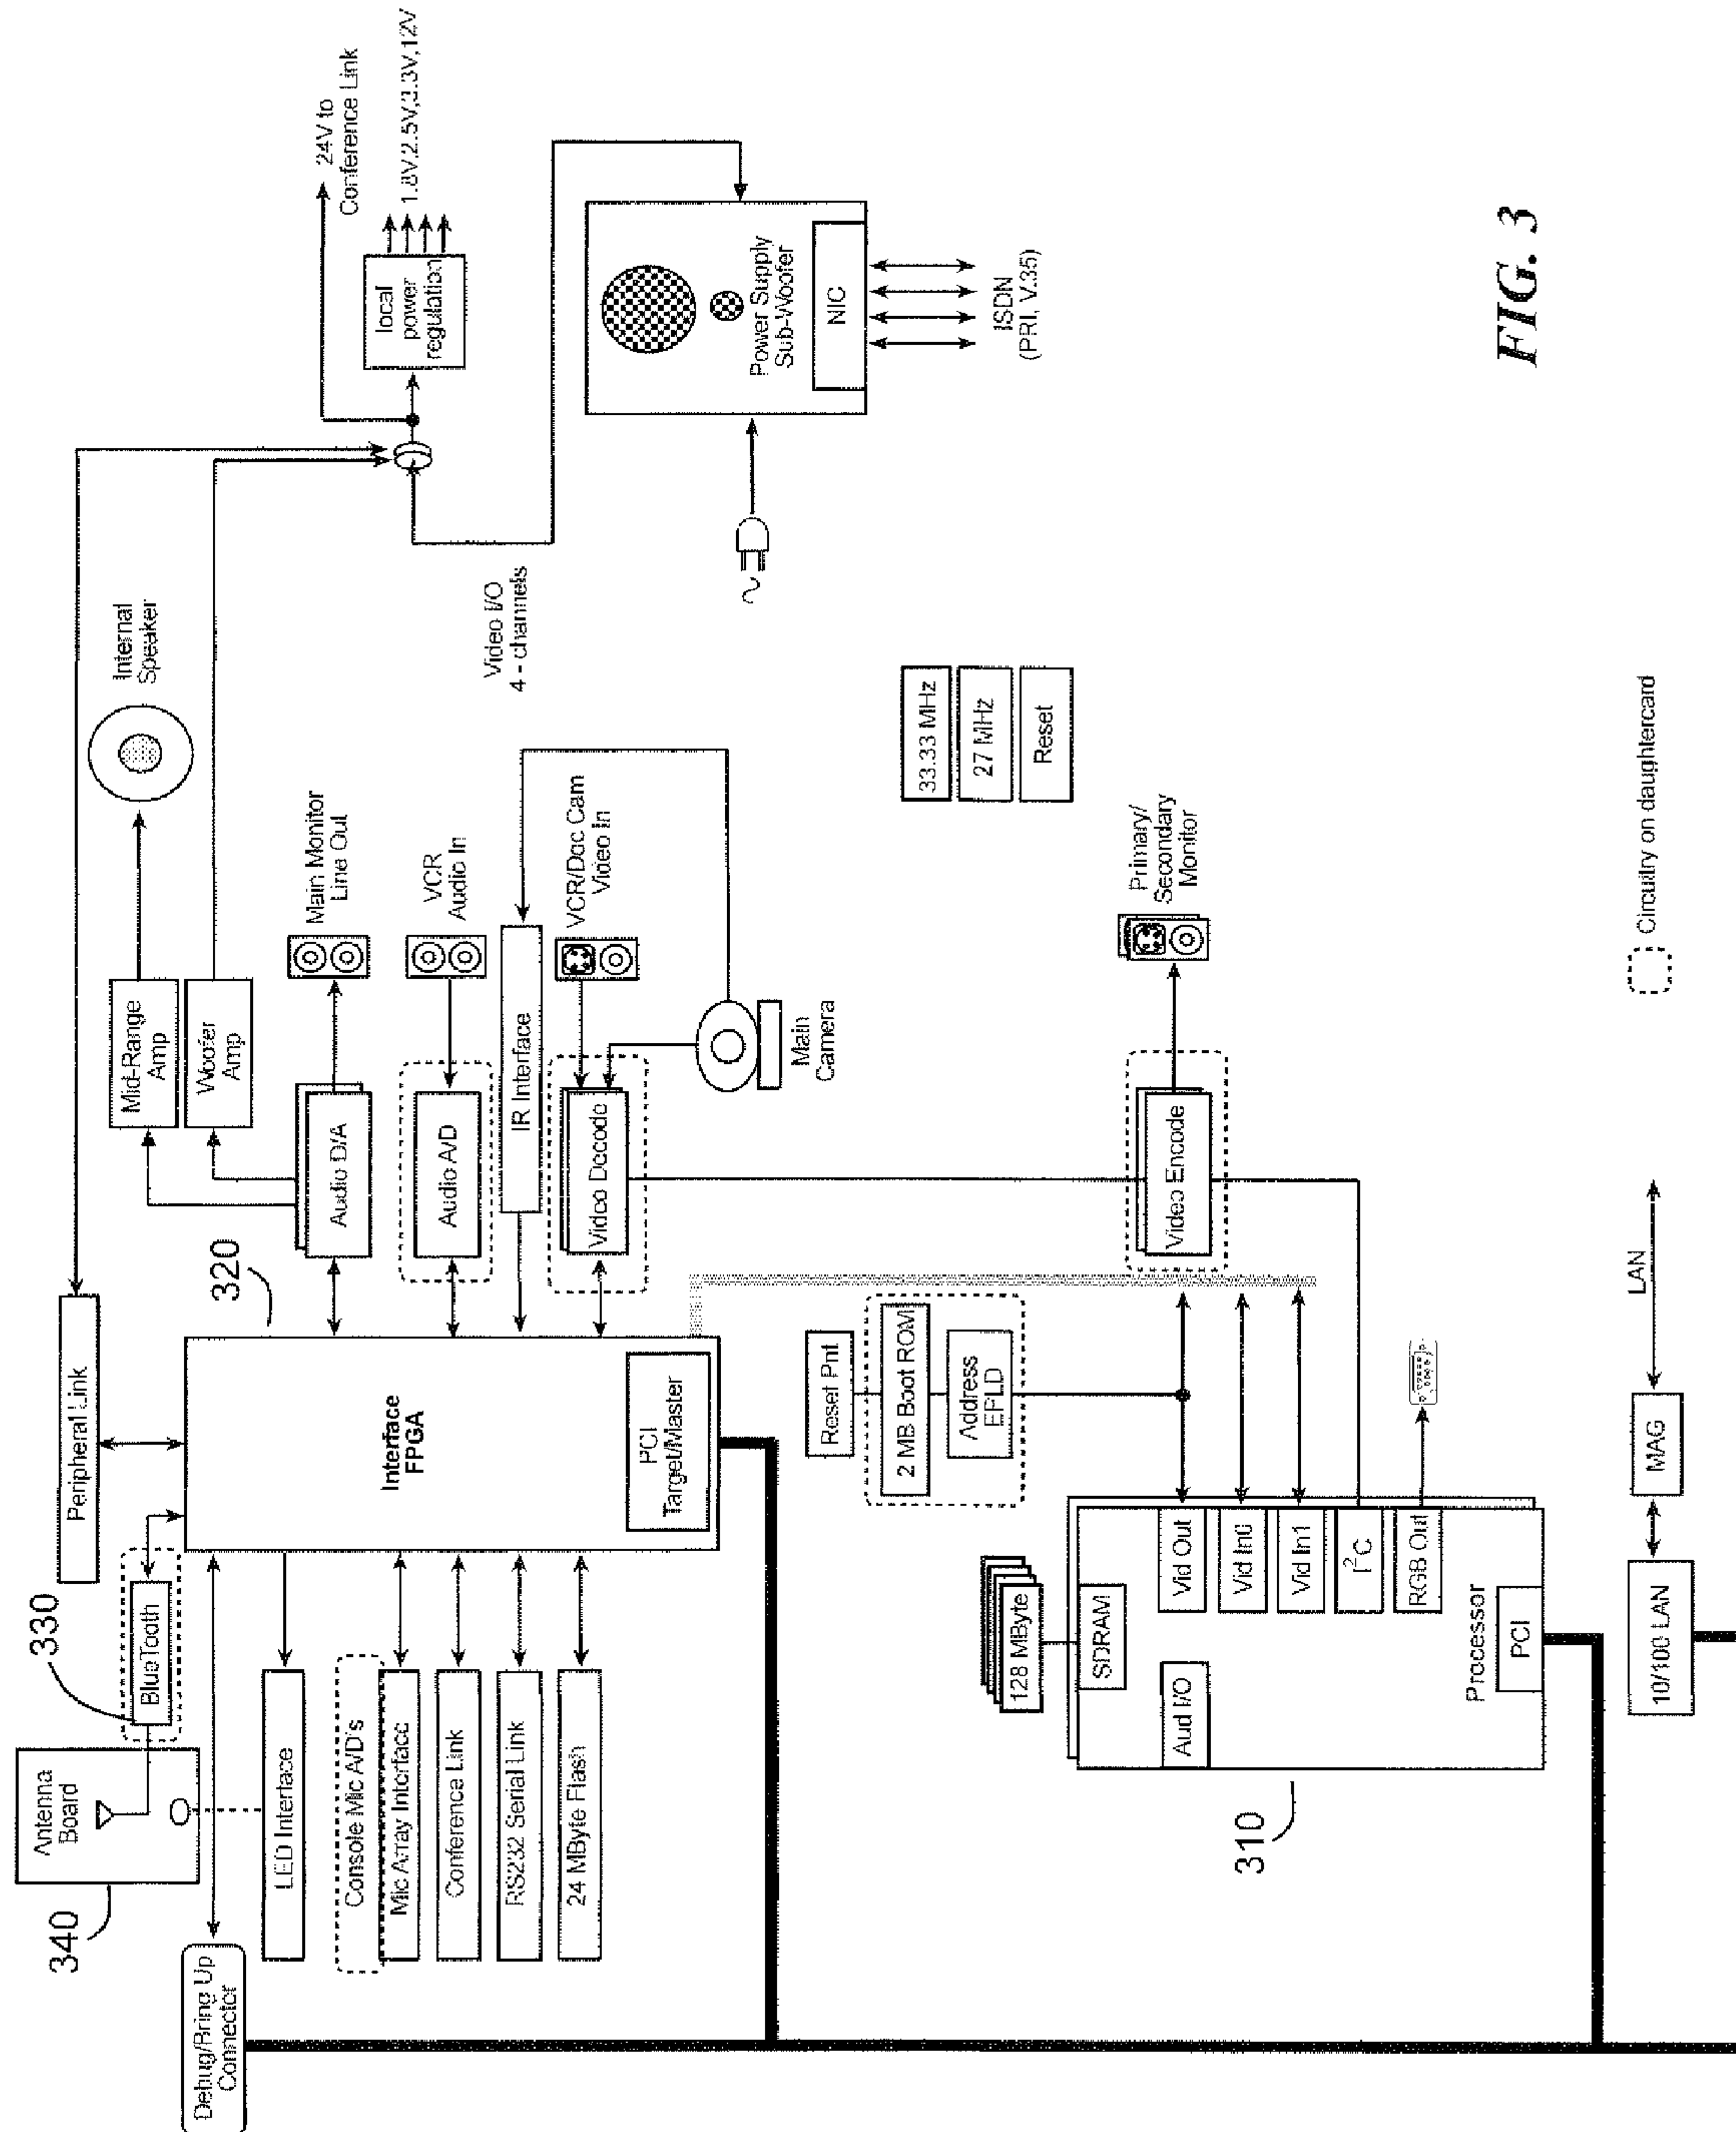 340
Antenna
Board
330
BlueTooth
Peripheral Link
Debug/Bring Up
Connector
LED Interface
Console Mic A/D's
Mic Array Interface
Conference Link
RS232 Serial Link
24 MByte Flash
320
Interface
FPGA
PCI
Target/Master
Mid-Range
Amp
Woofer
Amp
Internal
Speaker
Audio D/A
Main Monitor
Line Out
Audio A/D
VCR
Audio In
IR Interface
Video Decode
VCR/Doc Cam
Video In
Main
Camera
24V to
Conference Link
local
power
regulation
1.8V,2.5V,3.3V,12V
Video I/O
4 - channels
Power Supply
Sub-Woofer
NIC
ISDN
(PRI, V.35)
33.33 MHz
27 MHz
Reset
Reset Pnt
2 MB Boot ROM
Address
EPLD
Video Encode
Primary/
Secondary
Monitor
310
128 MByte
SDRAM
Aud I/O
Vid Out
Vid In0
Vid In1
I2C
RGB Out
Processor
PCI
10/100 LAN
MAG
LAN
Circuitry on daughtercard
FIG. 3